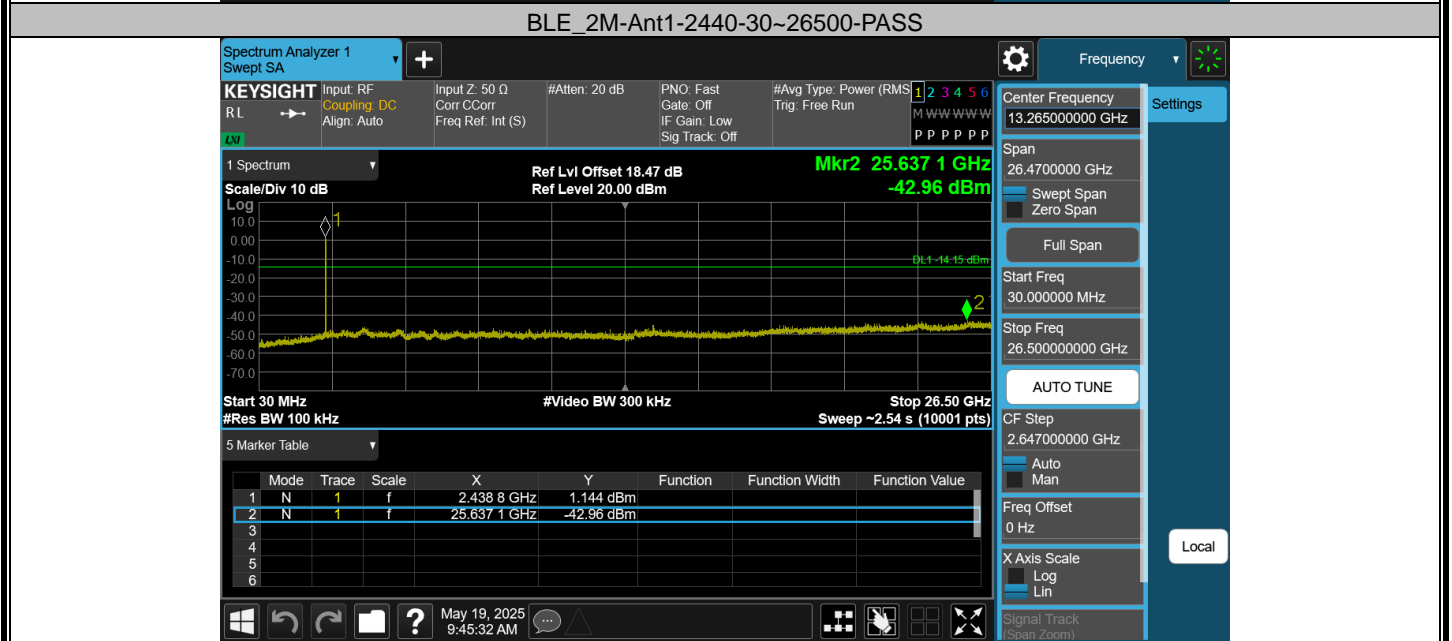 BLE_2M-Ant1-2440-30~26500-PASS
Spectrum Analyzer 1
Swept SA
+
Frequency
KEYSIGHT
RL
LXI
Input: RF
Coupling: DC
Align: Auto
Input Z: 50 Ω
Corr CCorr
Freq Ref: Int (S)
#Atten: 20 dB
PNO: Fast
Gate: Off
IF Gain: Low
Sig Track: Off
#Avg Type: Power (RMS
Trig: Free Run
1 2 3 4 5 6
M W W W W W
P P P P P P
1 Spectrum
Scale/Div 10 dB
Ref Lvl Offset 18.47 dB
Ref Level 20.00 dBm
Mkr2 25.637 1 GHz
-42.96 dBm
Log
10.0
0.00
-10.0
-20.0
-30.0
-40.0
-50.0
-60.0
-70.0
1
DL1 -14.15 dBm
2
Start 30 MHz
#Video BW 300 kHz
Stop 26.50 GHz
#Res BW 100 kHz
Sweep ~2.54 s (10001 pts)
5 Marker Table
Mode Trace Scale X Y Function Function Width Function Value
1 N 1 f 2.438 8 GHz 1.144 dBm
2 N 1 f 25.637 1 GHz -42.96 dBm
3
4
5
6
Center Frequency
13.265000000 GHz
Settings
Span
26.4700000 GHz
Swept Span
Zero Span
Full Span
Start Freq
30.000000 MHz
Stop Freq
26.500000000 GHz
AUTO TUNE
CF Step
2.647000000 GHz
Auto
Man
Freq Offset
0 Hz
X Axis Scale
Log
Lin
Signal Track
(Span Zoom)
Local
?
May 19, 2025
9:45:32 AM